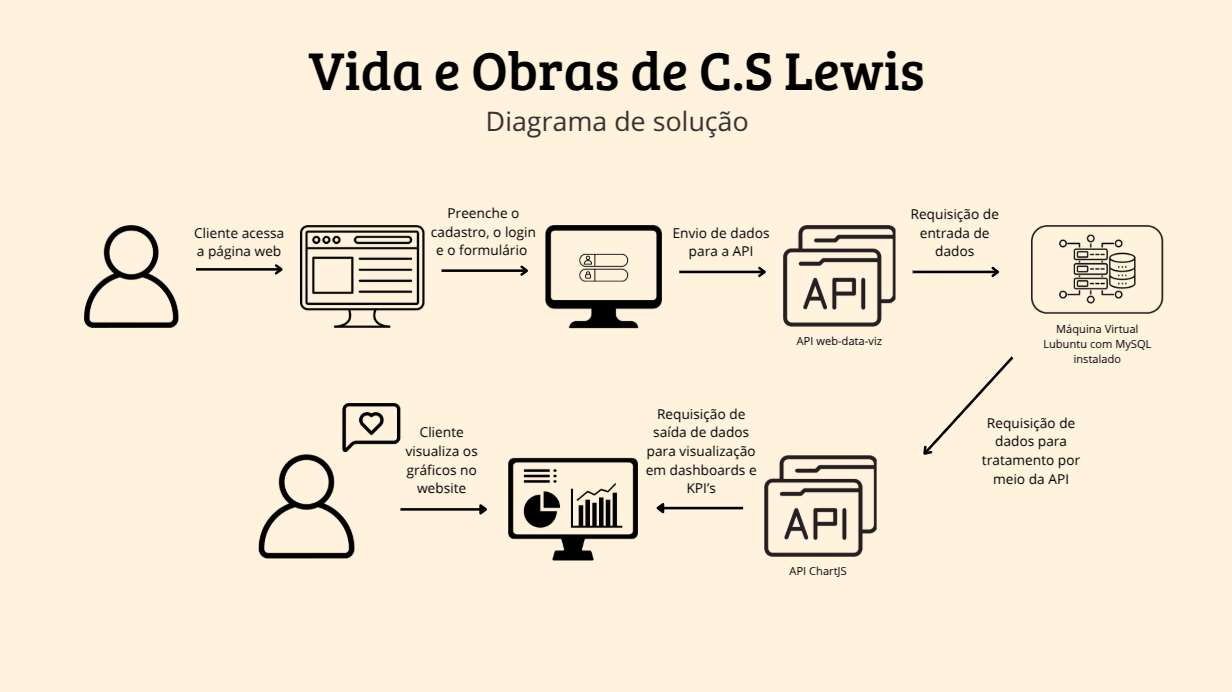 Vida e Obras de C.S Lewis
Diagrama de solução
Cliente acessa
a página web
Preenche o
cadastro, o login
e o formulário
Envio de dados
para a API
Requisição de
entrada de
dados
API
API web-data-viz
Máquina Virtual
Lubuntu com MySQL
instalado
Requisição de
dados para
tratamento por
meio da API
API
API ChartJS
Requisição de
saída de dados
para visualização
em dashboards e
KPI's
Cliente
visualiza os
gráficos no
website